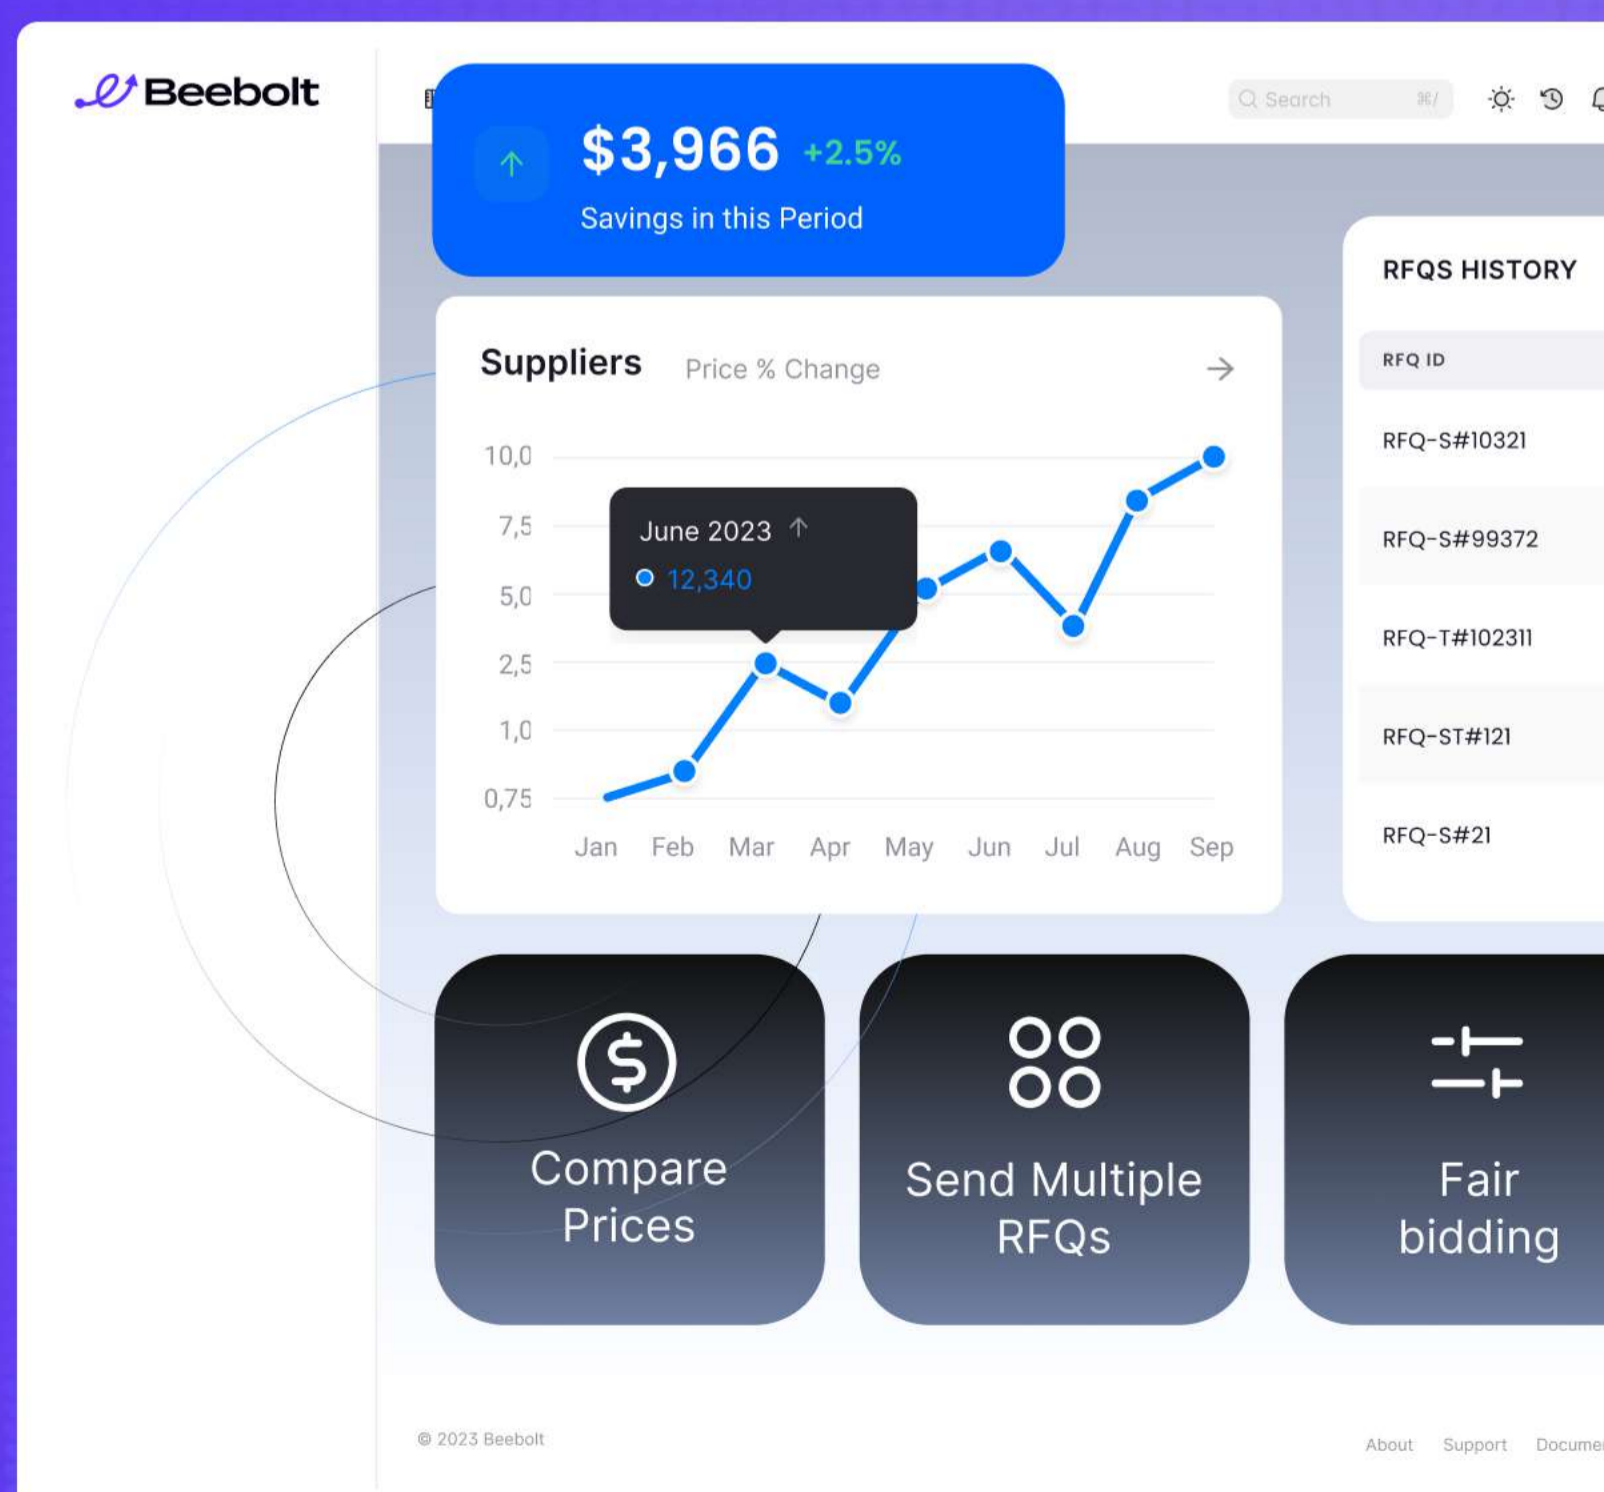 Beebolt
Search ⌘/
$3,966 +2.5%
Savings in this Period
Suppliers Price % Change
10,0
7,5
5,0
2,5
1,0
0,75
June 2023
12,340
Jan Feb Mar Apr May Jun Jul Aug Sep
RFQS HISTORY
RFQ ID
RFQ-S#10321
RFQ-S#99372
RFQ-T#102311
RFQ-ST#121
RFQ-S#21
Compare
Prices
Send Multiple
RFQs
Fair
bidding
© 2023 Beebolt
About Support